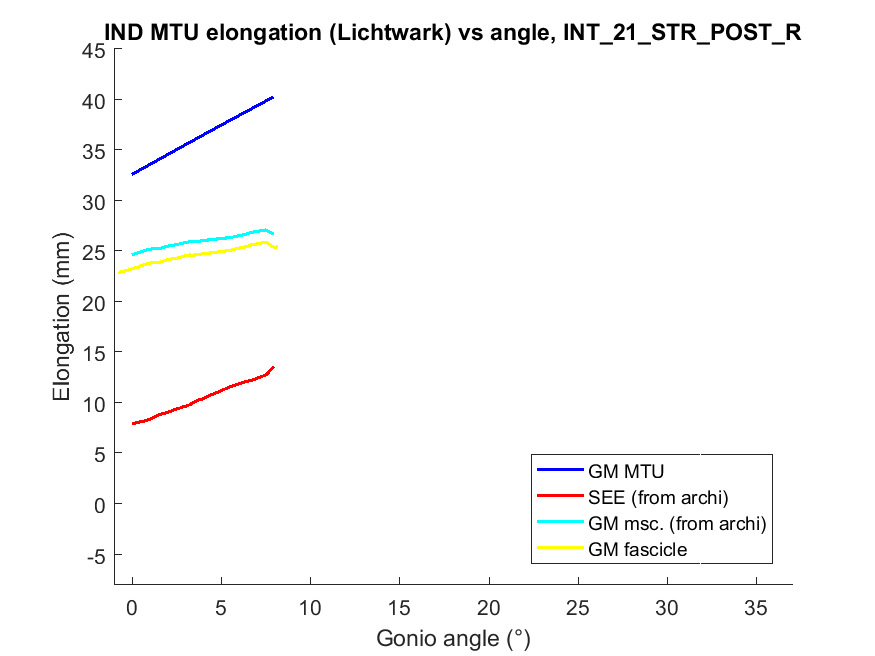 IND MTU elongation (Lichtwark) vs angle, INT_21_STR_POST_R
45
40
35
30
25
20
15
10
5
0
-5
Elongation (mm)
GM MTU
SEE (from archi)
GM msc. (from archi)
GM fascicle
0 5 10 15 20 25 30 35
Gonio angle (°)